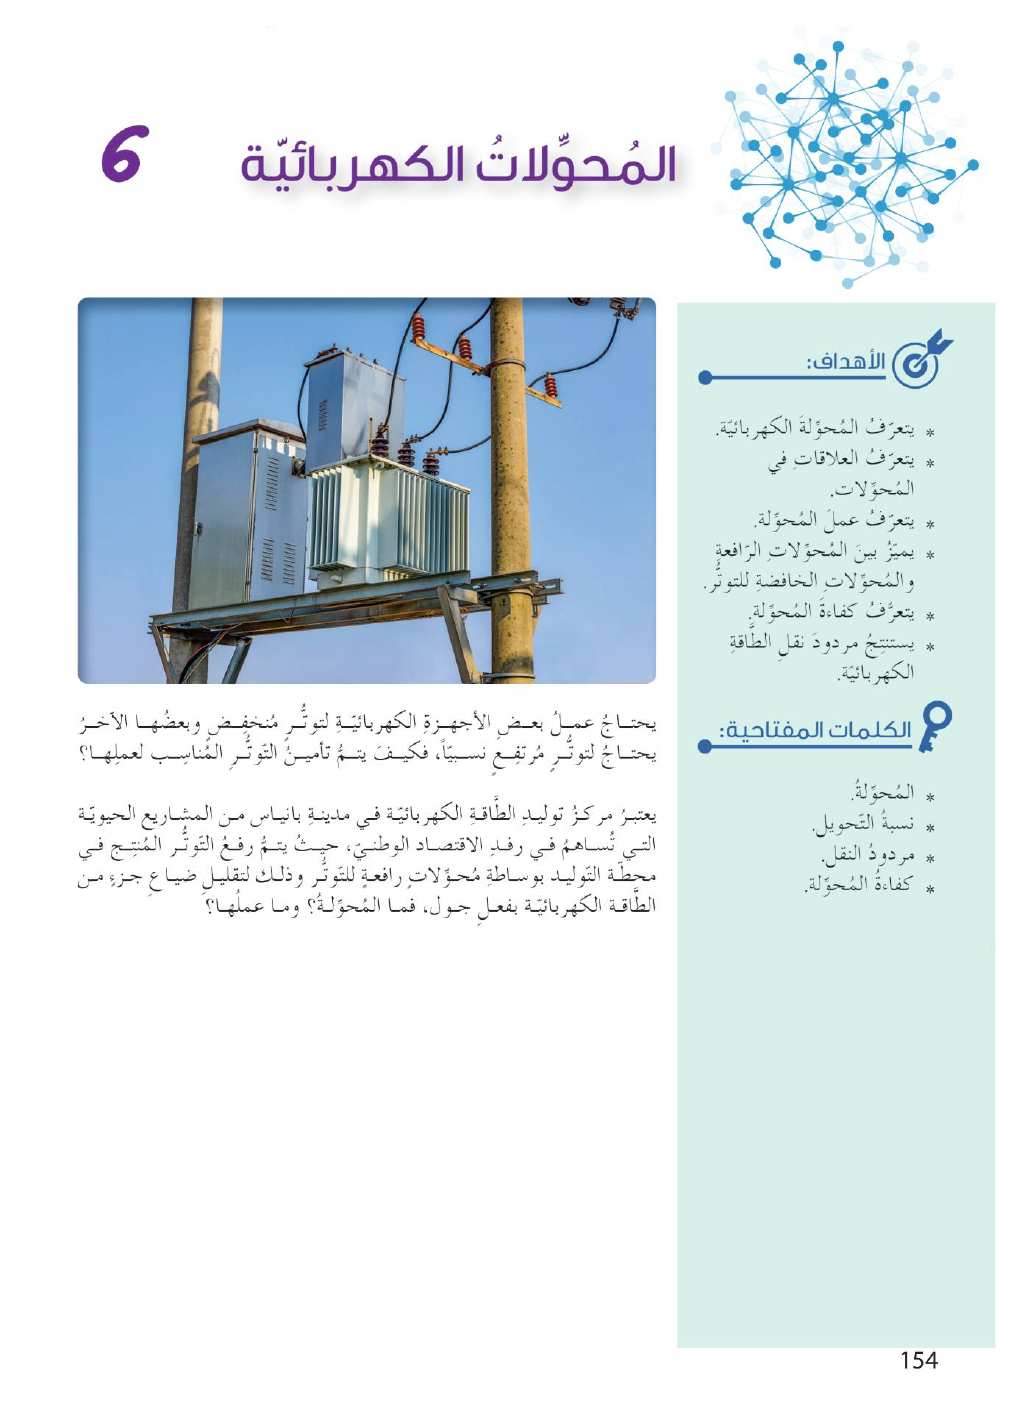 المُحوِّلاتُ الكهربائيّة
6
الأهداف:
* يتعرّفُ المُحوِّلةَ الكهربائيّة.
* يتعرّفُ العلاقاتِ في
المُحوِّلات.
* يتعرّفُ عملَ المُحوِّلة.
* يميّزُ بينَ المُحوِّلاتِ الرّافعةِ
والمُحوِّلاتِ الخافضةِ للتوتُّر.
* يتعرَّفُ كفاءةَ المُحوِّلة.
* يستنتِجُ مردودَ نقلِ الطَّاقةِ
الكهربائيّة.
الكلمات المفتاحية:
* المُحوِّلةُ.
* نسبةُ التّحويل.
* مردودُ النقل.
* كفاءةُ المُحوِّلة.
يحتاجُ عملُ بعضِ الأجهزةِ الكهربائيّةِ لتوتُّرٍ مُنخفِضٍ وبعضُها الآخرُ
يحتاجُ لتوتُّرٍ مُرتفِعٍ نسبيّاً، فكيفَ يتمُّ تأمينُ التّوتُّرِ المُناسِب لعملِها؟
يعتبرُ مركزُ توليدِ الطَّاقةِ الكهربائيّة في مدينةِ بانياس من المشاريع الحيويّة
التي تُساهمُ في رفدِ الاقتصاد الوطنيّ، حيثُ يتمُّ رفعُ التّوتُّر المُنتِج في
محطّة التّوليد بوساطةِ مُحوِّلاتٍ رافعةٍ للتّوتُّر وذلك لتقليلِ ضياعِ جزءٍ من
الطَّاقة الكهربائيّة بفعلِ جول، فما المُحوِّلةُ؟ وما عملُها؟
154